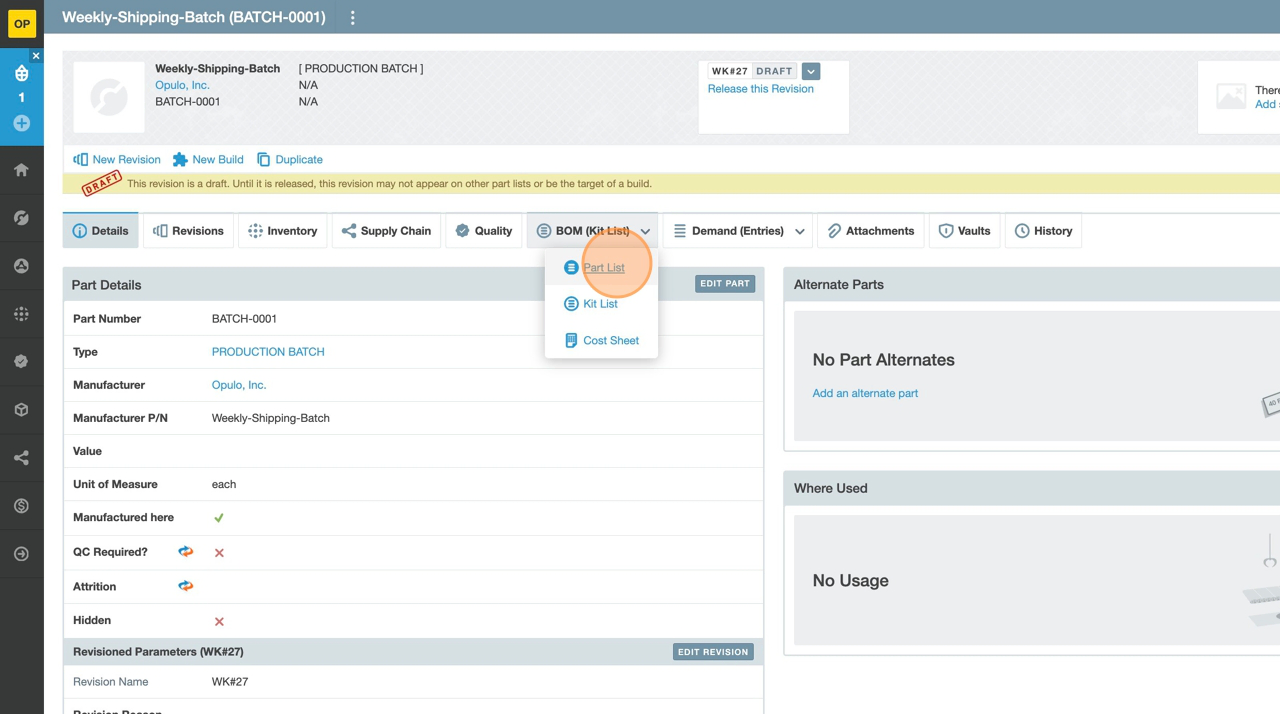 OP
Weekly-Shipping-Batch (BATCH-0001)
1
Weekly-Shipping-Batch [ PRODUCTION BATCH ]
Opulo, Inc. N/A
BATCH-0001 N/A
WK#27 DRAFT
Release this Revision
There
Add
New Revision New Build Duplicate
DRAFT This revision is a draft. Until it is released, this revision may not appear on other part lists or be the target of a build.
Details Revisions Inventory Supply Chain Quality BOM (Kit List) Demand (Entries) Attachments Vaults History
Part List
Kit List
Cost Sheet
Part Details EDIT PART
Part Number BATCH-0001
Type PRODUCTION BATCH
Manufacturer Opulo, Inc.
Manufacturer P/N Weekly-Shipping-Batch
Value
Unit of Measure each
Manufactured here
QC Required?
Attrition
Hidden
Revisioned Parameters (WK#27) EDIT REVISION
Revision Name WK#27
Revision Reason
Alternate Parts
No Part Alternates
Add an alternate part
40 P
Where Used
No Usage